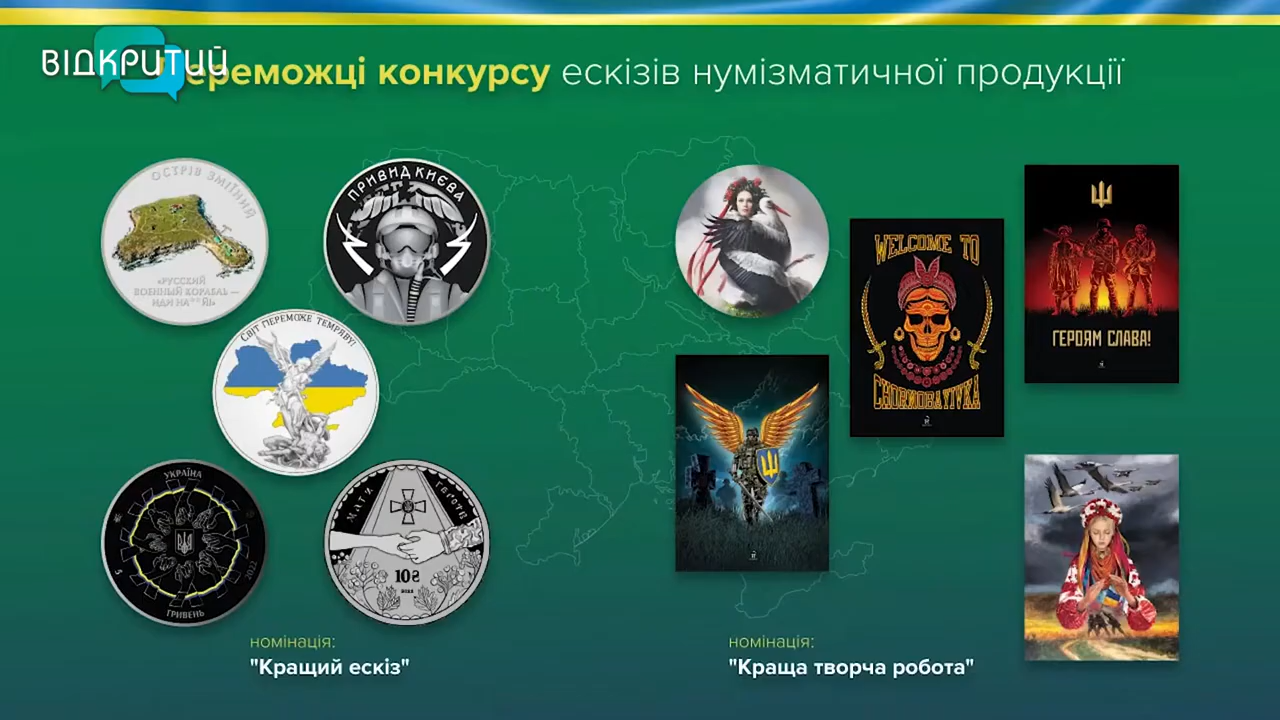 ВІДКРИТИЙ
Переможці конкурсу ескізів нумізматичної продукції
ОСТРІВ ЗМІЇНИЙ
«РУССКИЙ
ВОЕННЫЙ КОРАБЛЬ —
ИДИ НА**Й!»
ПРИВИД КИЄВА
СВІТ ПЕРЕМОЖЕ ТЕМРЯВУ!
УКРАЇНА
5
2022
ГРИВЕНЬ
МАТИ ГЕРОЇВ
10₴
2022
WELCOME TO
CHORNOBAYIVKA
ГЕРОЯМ СЛАВА!
номінація:
"Кращий ескіз"
номінація:
"Краща творча робота"